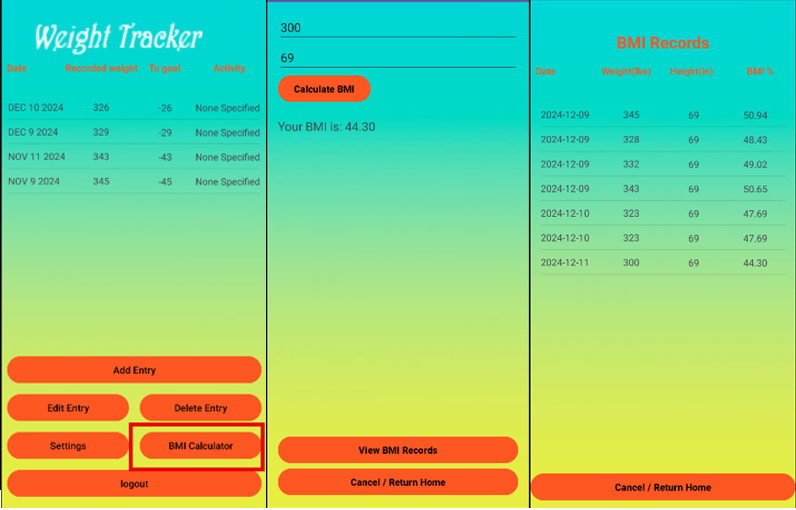 Weight Tracker
Date Recorded weight To goal Activity
DEC 10 2024 326 -26 None Specified
DEC 9 2024 329 -29 None Specified
NOV 11 2024 343 -43 None Specified
NOV 9 2024 345 -45 None Specified
Add Entry
Edit Entry Delete Entry
Settings BMI Calculator
logout
300
69
Calculate BMI
Your BMI is: 44.30
View BMI Records
Cancel / Return Home
BMI Records
Date Weight(lbs) Height(in) BMI %
2024-12-09 345 69 50.94
2024-12-09 328 69 48.43
2024-12-09 332 69 49.02
2024-12-09 343 69 50.65
2024-12-10 323 69 47.69
2024-12-10 323 69 47.69
2024-12-11 300 69 44.30
Cancel / Return Home